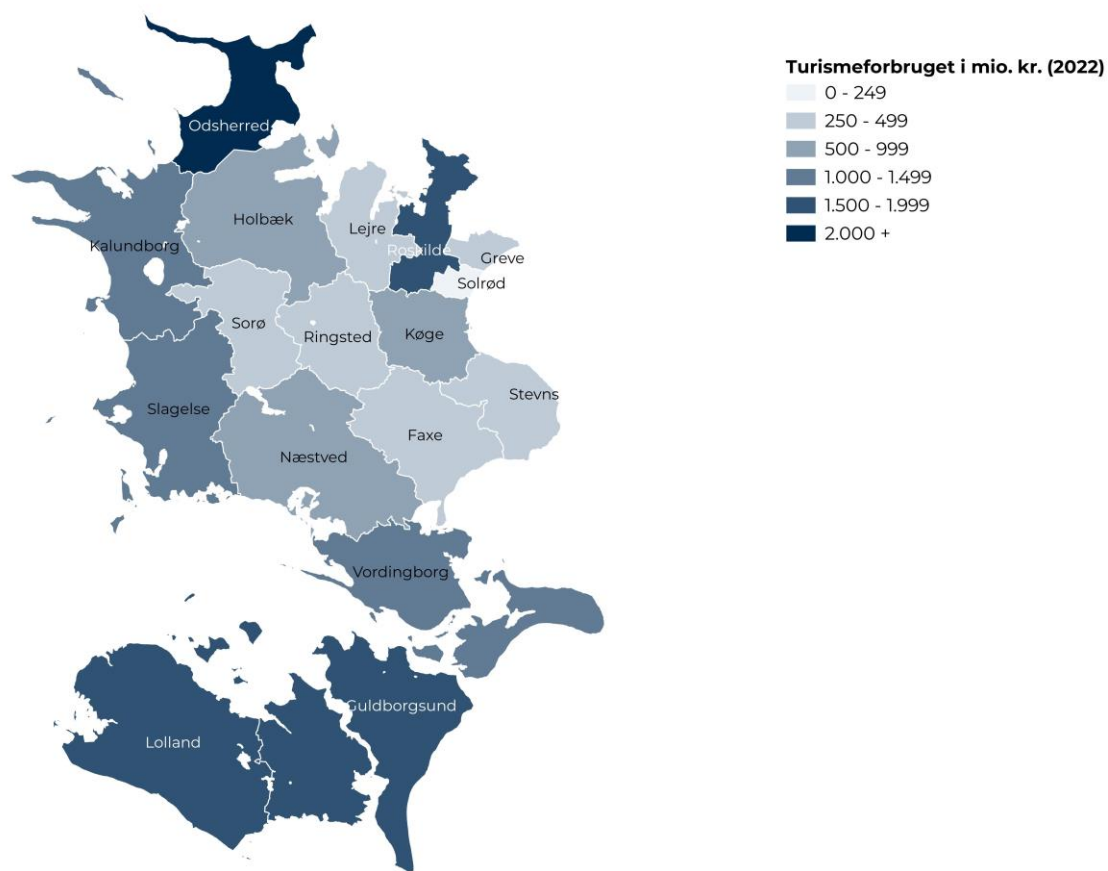 Turismeforbruget i mio. kr. (2022)
0 - 249
250 - 499
500 - 999
1.000 - 1.499
1.500 - 1.999
2.000 +
Odsherred
Holbæk
Lejre
Kalundborg
Roskilde
Greve
Solrød
Sorø
Ringsted
Køge
Slagelse
Stevns
Faxe
Næstved
Vordingborg
Guldborgsund
Lolland